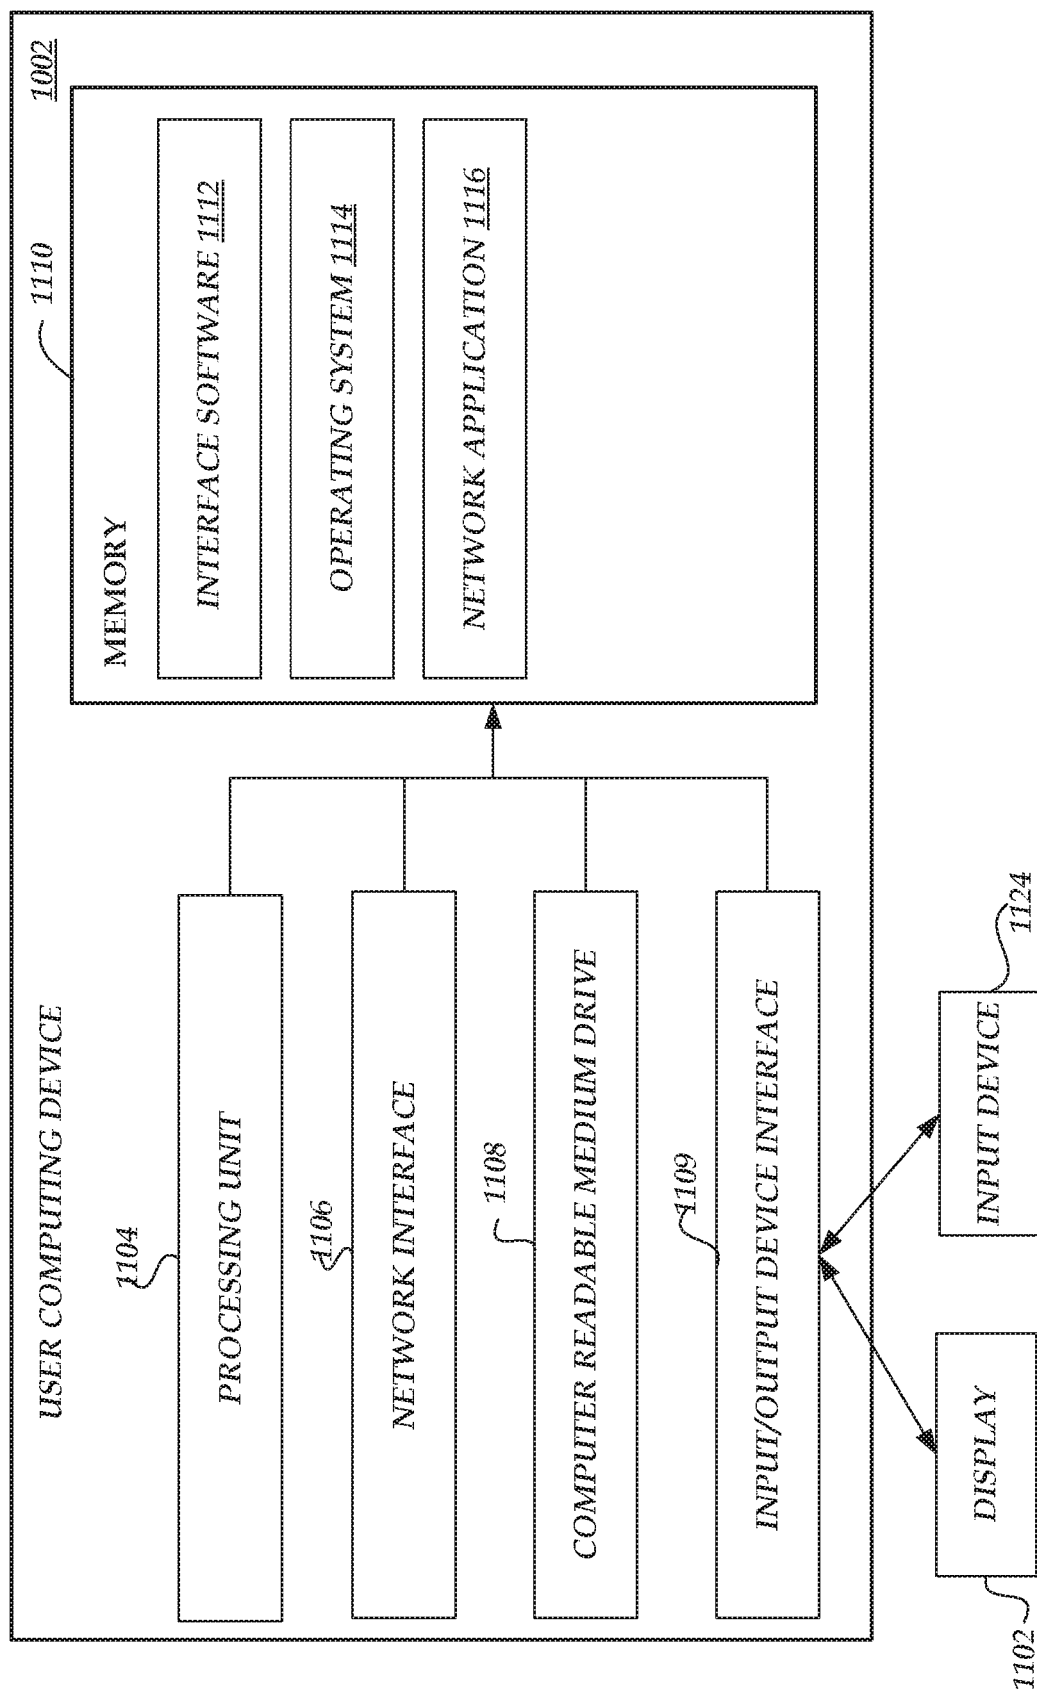 USER COMPUTING DEVICE
1002
1104
PROCESSING UNIT
1106
NETWORK INTERFACE
1108
COMPUTER READABLE MEDIUM DRIVE
1109
INPUT/OUTPUT DEVICE INTERFACE
1110
MEMORY
INTERFACE SOFTWARE 1112
OPERATING SYSTEM 1114
NETWORK APPLICATION 1116
DISPLAY
1102
INPUT DEVICE
1124